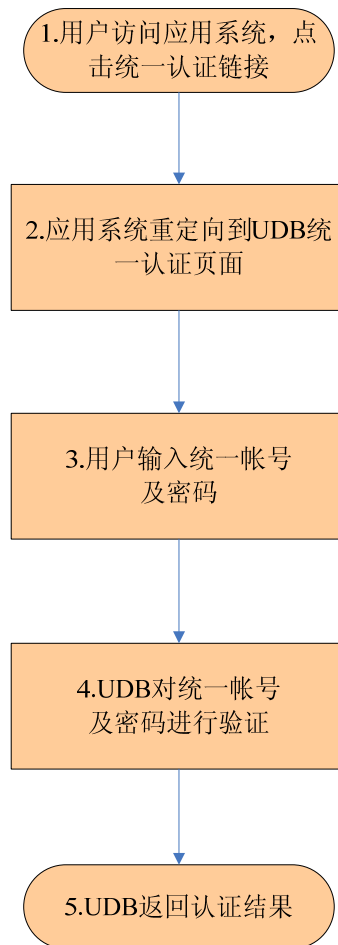 1.用户访问应用系统，点
击统一认证链接
2.应用系统重定向到UDB统
一认证页面
3.用户输入统一帐号
及密码
4.UDB对统一帐号
及密码进行验证
5.UDB返回认证结果